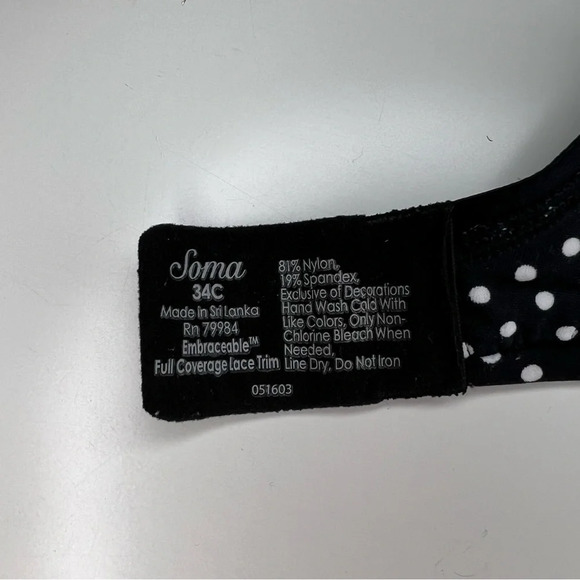 Soma
34C
Made in Sri Lanka
Rn 79984
Embraceable™
Full Coverage Lace Trim
81% Nylon,
19% Spandex,
Exclusive of Decorations
Hand Wash Cold With
Like Colors, Only Non-
Chlorine Bleach When
Needed,
Line Dry, Do Not Iron
051603